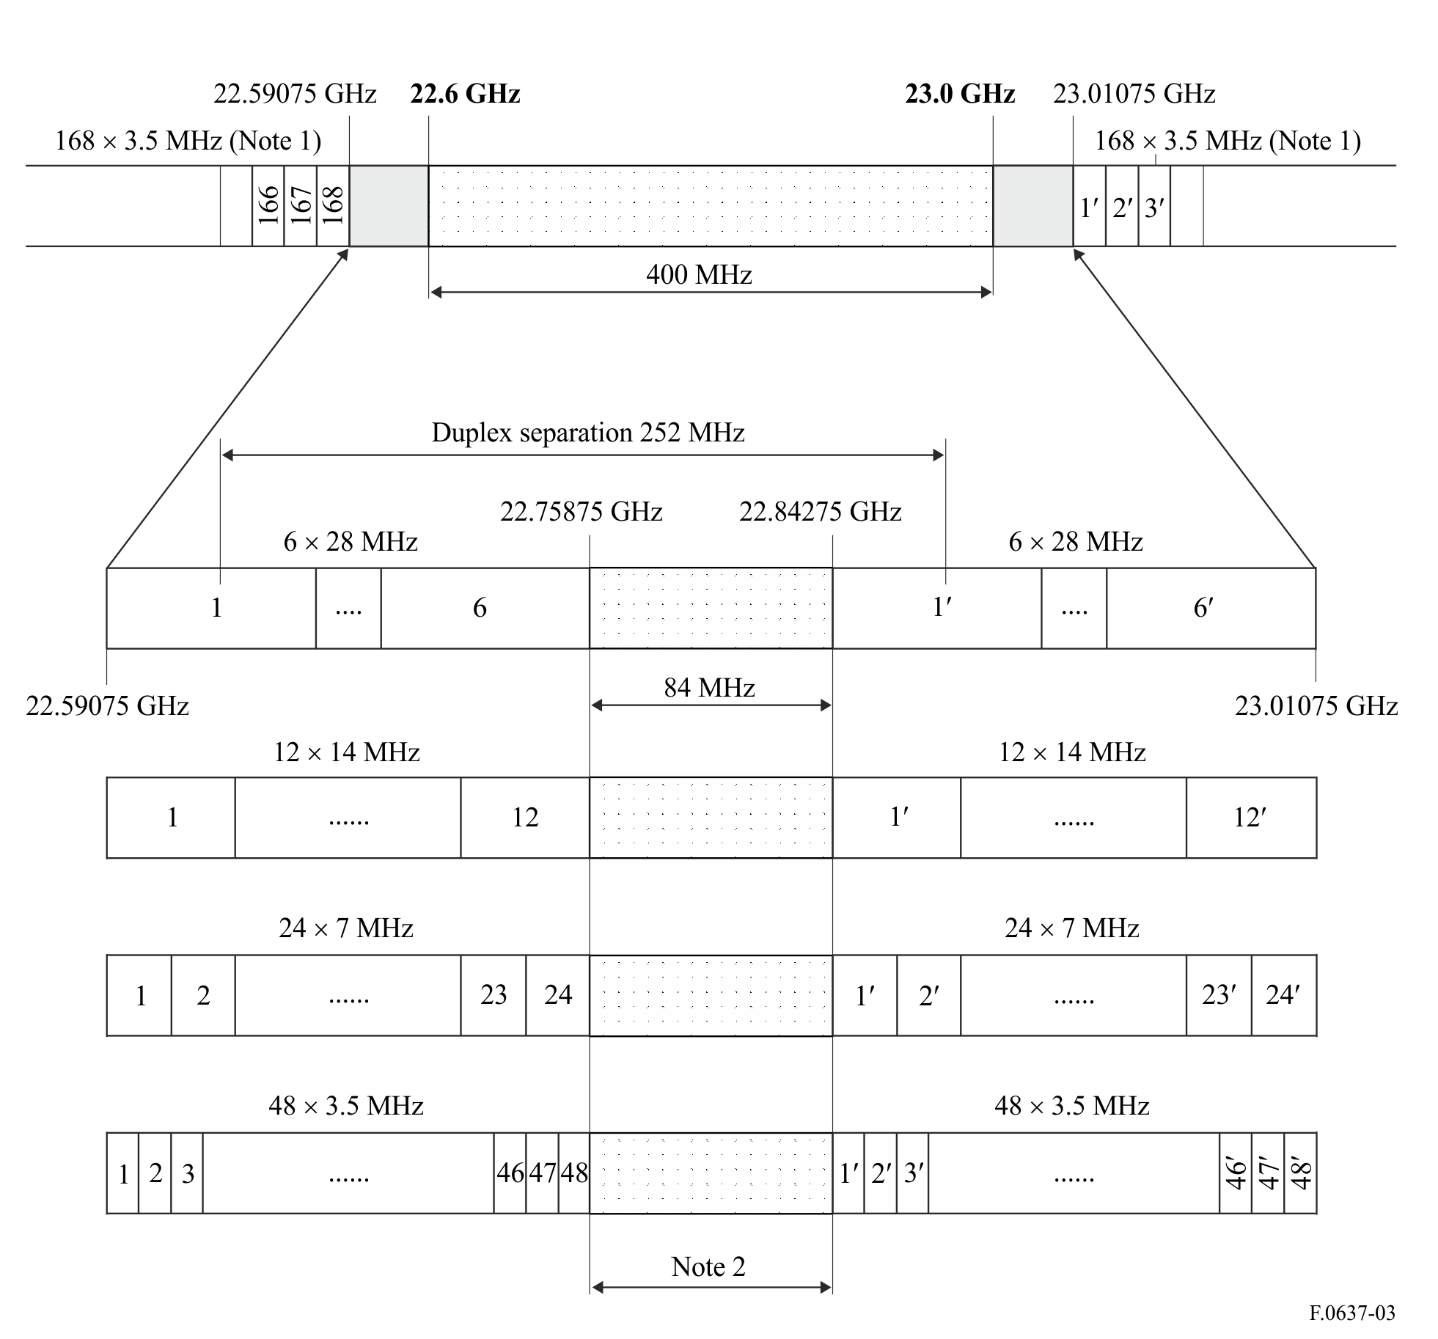 22.59075 GHz 22.6 GHz 23.0 GHz 23.01075 GHz
168 × 3.5 MHz (Note 1) 168 × 3.5 MHz (Note 1)
166 167 168 1′ 2′ 3′
400 MHz
Duplex separation 252 MHz
22.75875 GHz 22.84275 GHz
6 × 28 MHz 6 × 28 MHz
1 .... 6 1′ .... 6′
84 MHz
22.59075 GHz 23.01075 GHz
12 × 14 MHz 12 × 14 MHz
1 ...... 12 1′ ...... 12′
24 × 7 MHz 24 × 7 MHz
1 2 ...... 23 24 1′ 2′ ...... 23′ 24′
48 × 3.5 MHz 48 × 3.5 MHz
1 2 3 ...... 46 47 48 1′ 2′ 3′ ...... 46′ 47′ 48′
Note 2
F.0637-03